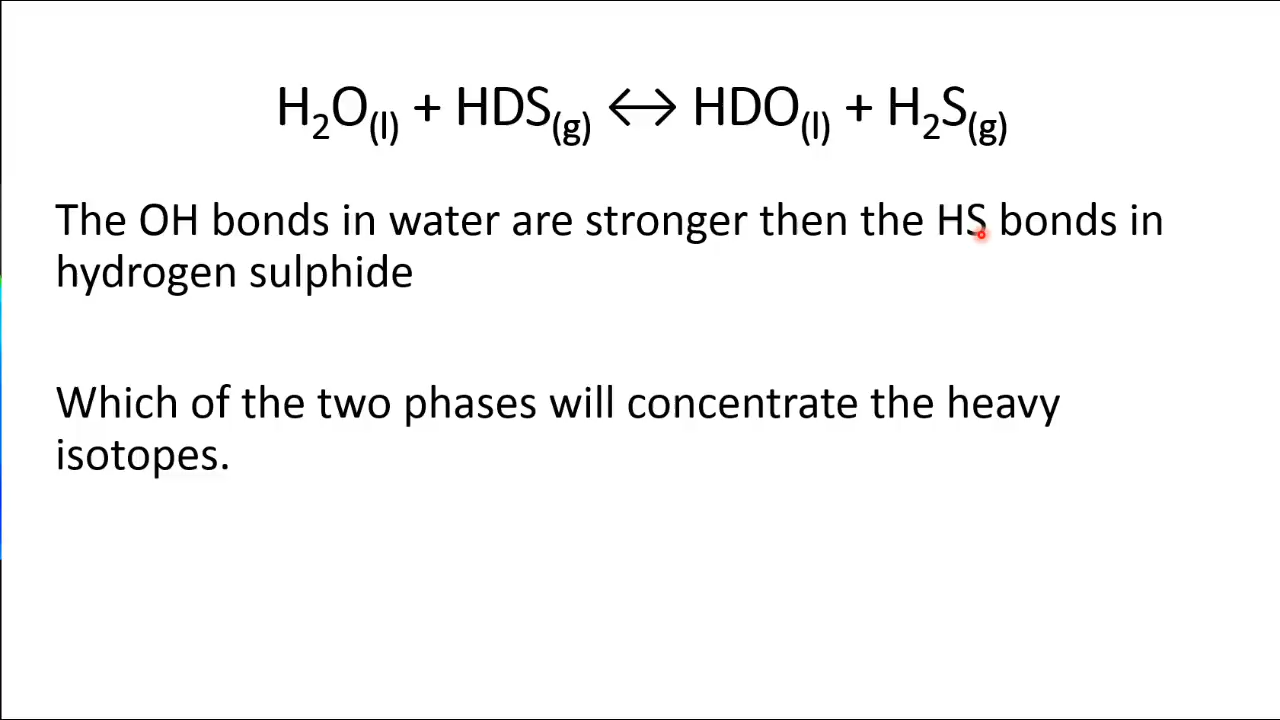 H₂O₍l₎ + HDS₍g₎ ↔ HDO₍l₎ + H₂S₍g₎
The OH bonds in water are stronger then the HS bonds in
hydrogen sulphide
Which of the two phases will concentrate the heavy
isotopes.